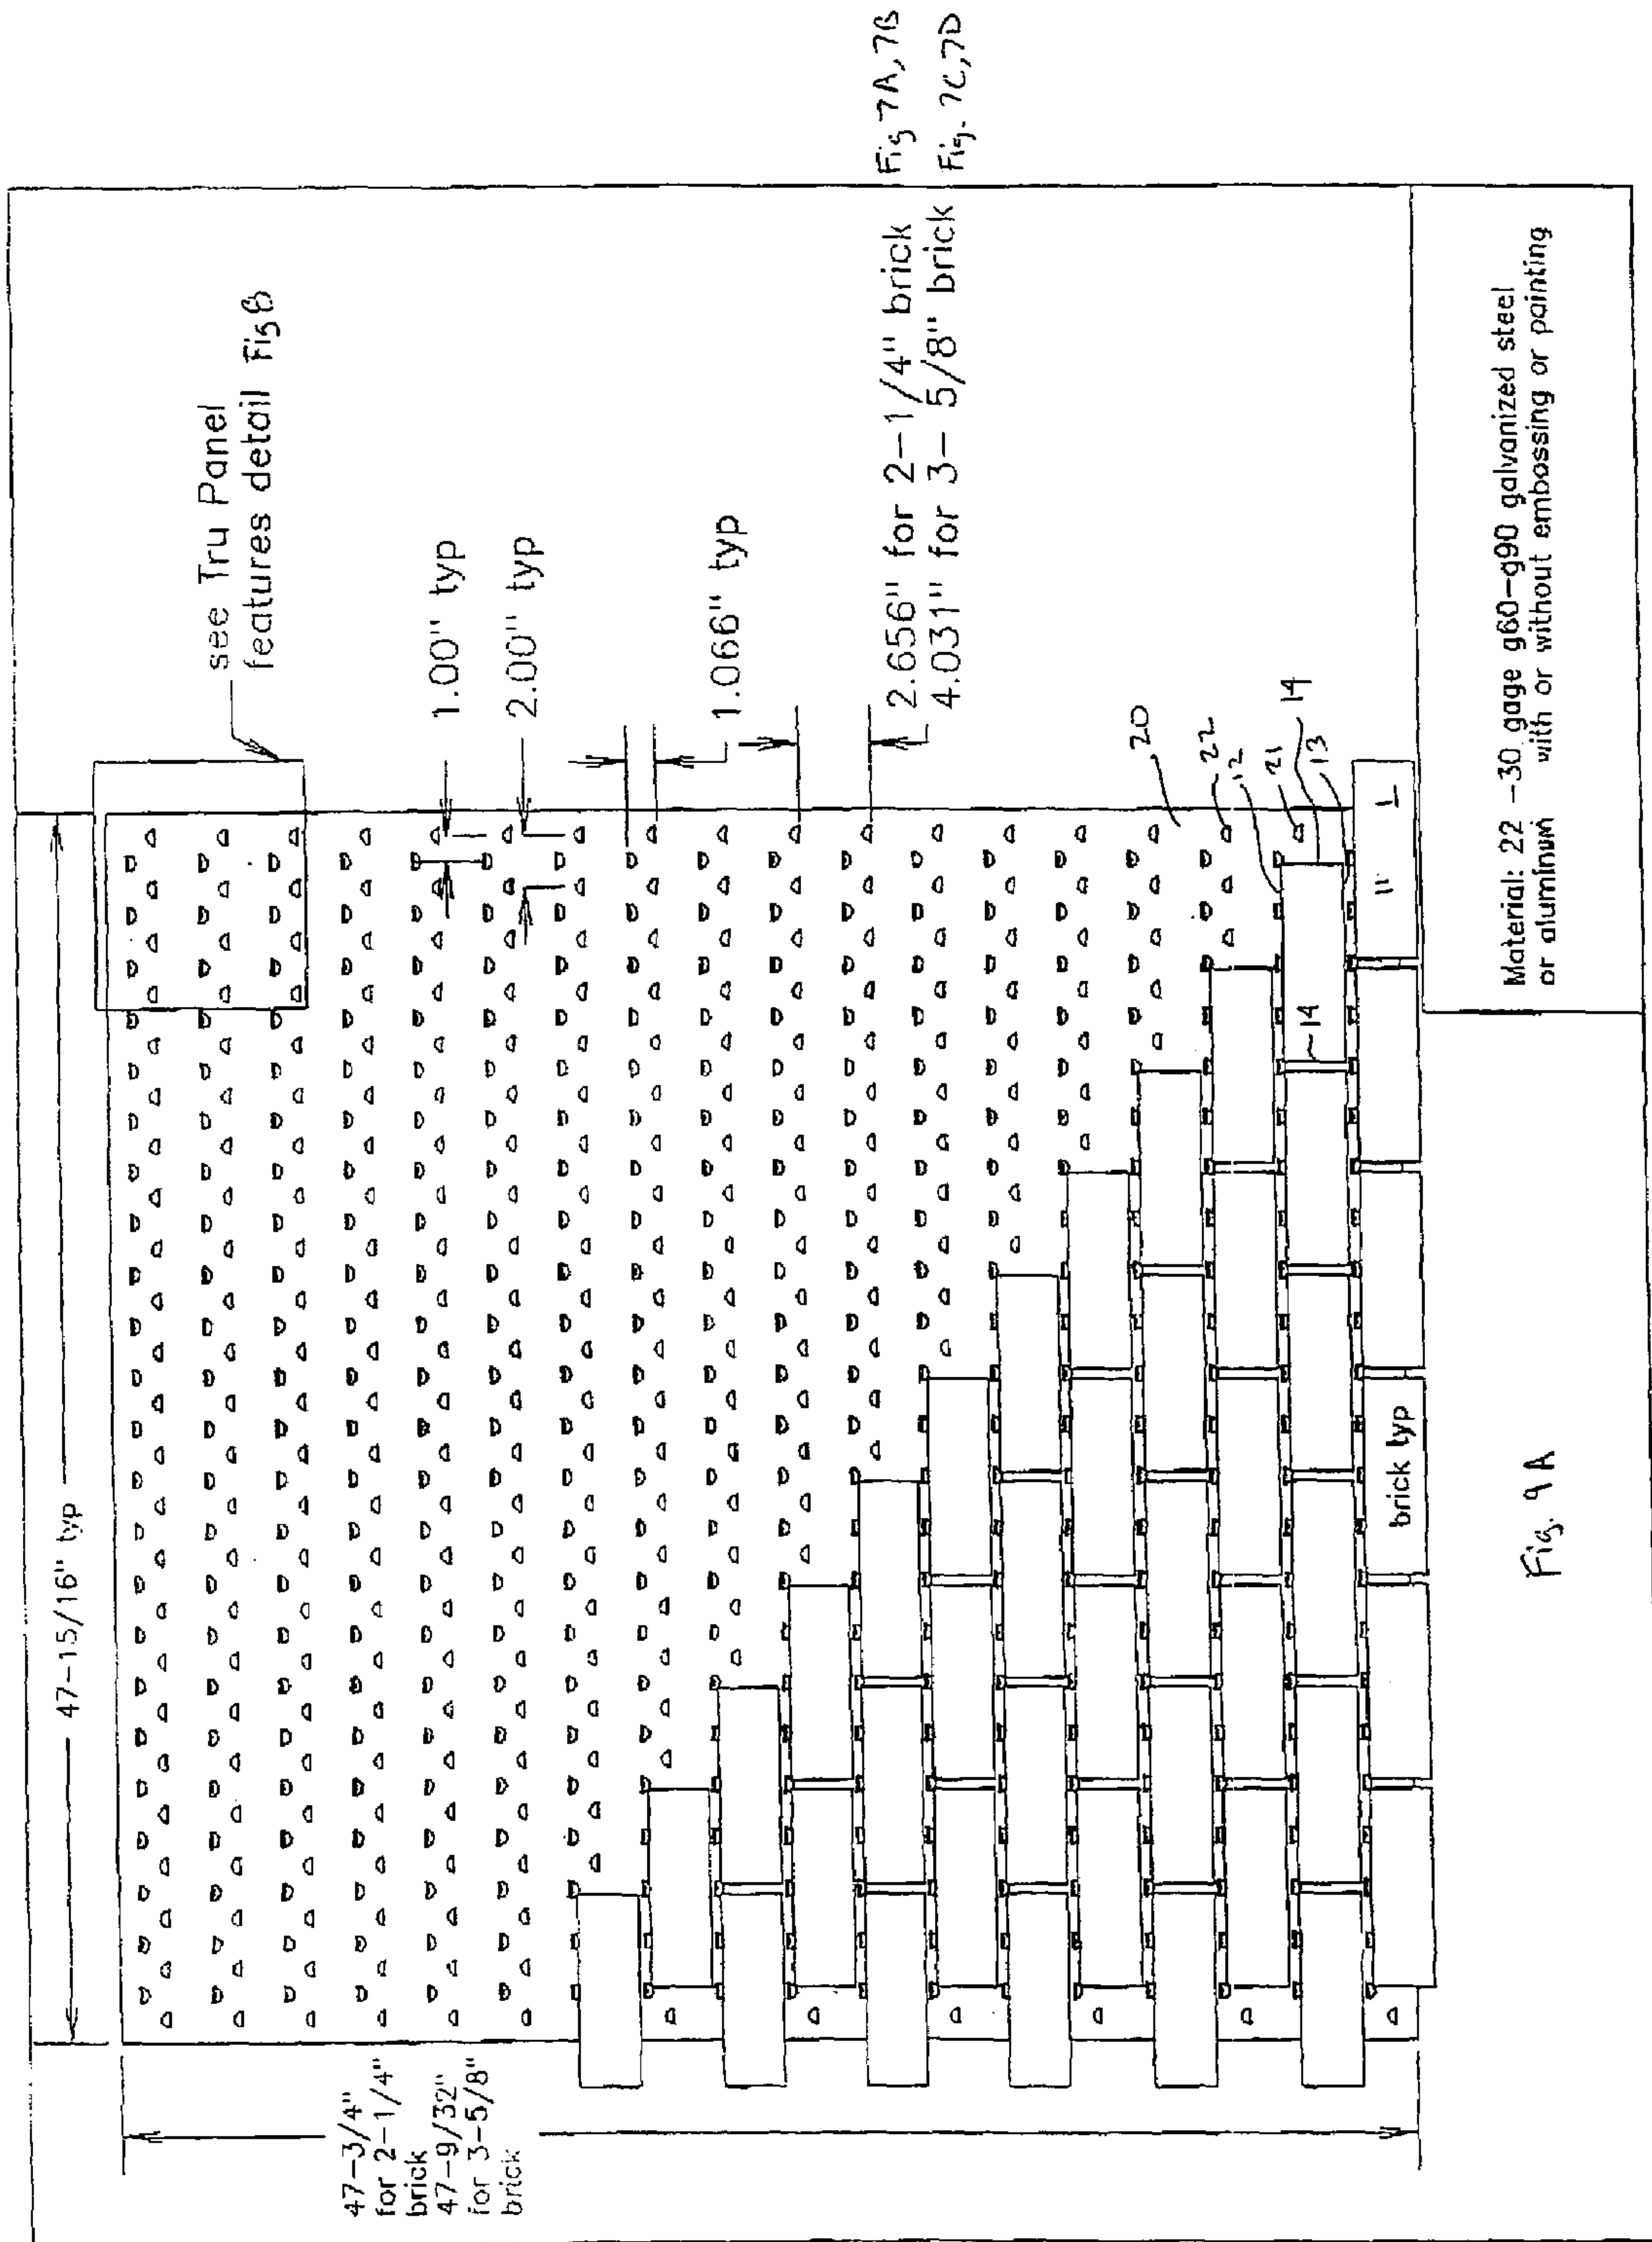 47-15/16" typ
see Tru Panel
features detail Fig 8
1.00" typ
2.00" typ
1.066" typ
2.656" for 2-1/4" brick Fig 7A, 7B
4.031" for 3-5/8" brick Fig. 7C, 7D
47-3/4"
for 2-1/4"
brick
47-9/32"
for 3-5/8"
brick
20
22
12
21
14
13
14
11
brick typ
Fig. 9A
Material: 22 -30 gage g60-g90 galvanized steel
or aluminum with or without embossing or painting